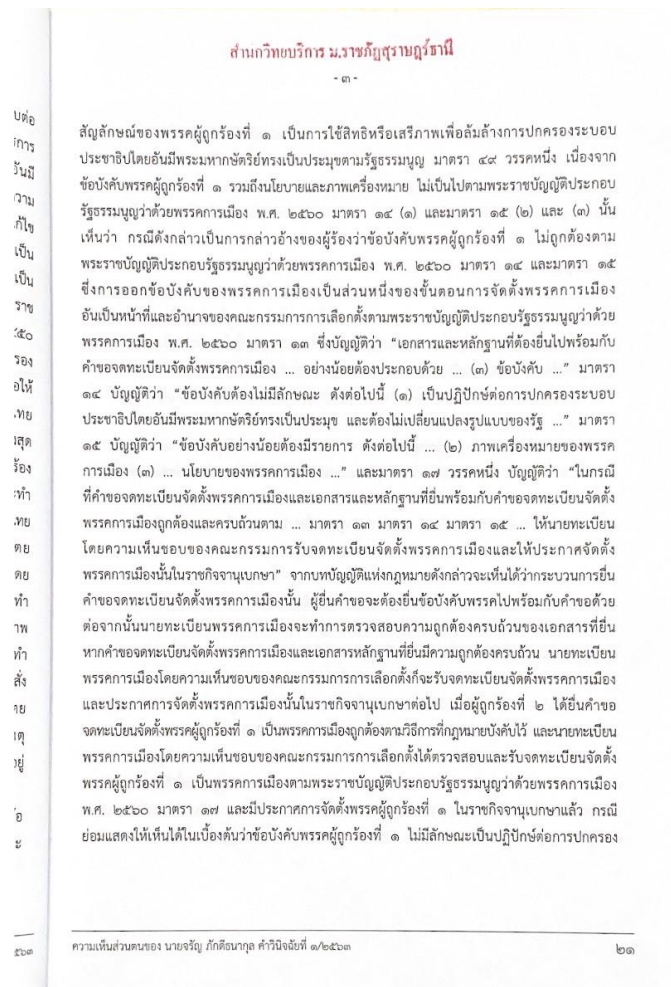 สำนกวิทยบริการ ม.ราชภัฏสุราษฎร์ธานี
- ๓ -
สัญลักษณ์ของพรรคผู้ถูกร้องที่ ๑ เป็นการใช้สิทธิหรือเสรีภาพเพื่อล้มล้างการปกครองระบอบ
ประชาธิปไตยอันมีพระมหากษัตริย์ทรงเป็นประมุขตามรัฐธรรมนูญ มาตรา ๔๙ วรรคหนึ่ง เนื่องจาก
ข้อบังคับพรรคผู้ถูกร้องที่ ๑ รวมถึงนโยบายและภาพเครื่องหมาย ไม่เป็นไปตามพระราชบัญญัติประกอบ
รัฐธรรมนูญว่าด้วยพรรคการเมือง พ.ศ. ๒๕๖๐ มาตรา ๑๔ (๑) และมาตรา ๑๕ (๒) และ (๓) นั้น
เห็นว่า กรณีดังกล่าวเป็นการกล่าวอ้างของผู้ร้องว่าข้อบังคับพรรคผู้ถูกร้องที่ ๑ ไม่ถูกต้องตาม
พระราชบัญญัติประกอบรัฐธรรมนูญว่าด้วยพรรคการเมือง พ.ศ. ๒๕๖๐ มาตรา ๑๔ และมาตรา ๑๕
ซึ่งการออกข้อบังคับของพรรคการเมืองเป็นส่วนหนึ่งของขั้นตอนการจัดตั้งพรรคการเมือง
อันเป็นหน้าที่และอำนาจของคณะกรรมการการเลือกตั้งตามพระราชบัญญัติประกอบรัฐธรรมนูญว่าด้วย
พรรคการเมือง พ.ศ. ๒๕๖๐ มาตรา ๑๓ ซึ่งบัญญัติว่า “เอกสารและหลักฐานที่ต้องยื่นไปพร้อมกับ
คำขอจดทะเบียนจัดตั้งพรรคการเมือง ... อย่างน้อยต้องประกอบด้วย ... (๓) ข้อบังคับ ...” มาตรา
๑๔ บัญญัติว่า “ข้อบังคับต้องไม่มีลักษณะ ดังต่อไปนี้ (๑) เป็นปฏิปักษ์ต่อการปกครองระบอบ
ประชาธิปไตยอันมีพระมหากษัตริย์ทรงเป็นประมุข และต้องไม่เปลี่ยนแปลงรูปแบบของรัฐ ...” มาตรา
๑๕ บัญญัติว่า “ข้อบังคับอย่างน้อยต้องมีรายการ ดังต่อไปนี้ ... (๒) ภาพเครื่องหมายของพรรค
การเมือง (๓) ... นโยบายของพรรคการเมือง ...” และมาตรา ๑๗ วรรคหนึ่ง บัญญัติว่า “ในกรณี
ที่คำขอจดทะเบียนจัดตั้งพรรคการเมืองและเอกสารและหลักฐานที่ยื่นพร้อมกับคำขอจดทะเบียนจัดตั้ง
พรรคการเมืองถูกต้องและครบถ้วนตาม ... มาตรา ๑๓ มาตรา ๑๔ มาตรา ๑๕ ... ให้นายทะเบียน
โดยความเห็นชอบของคณะกรรมการรับจดทะเบียนจัดตั้งพรรคการเมืองและให้ประกาศจัดตั้ง
พรรคการเมืองนั้นในราชกิจจานุเบกษา” จากบทบัญญัติแห่งกฎหมายดังกล่าวจะเห็นได้ว่ากระบวนการยื่น
คำขอจดทะเบียนจัดตั้งพรรคการเมืองนั้น ผู้ยื่นคำขอจะต้องยื่นข้อบังคับพรรคไปพร้อมกับคำขอด้วย
ต่อจากนั้นนายทะเบียนพรรคการเมืองจะทำการตรวจสอบความถูกต้องครบถ้วนของเอกสารที่ยื่น
หากคำขอจดทะเบียนจัดตั้งพรรคการเมืองและเอกสารหลักฐานที่ยื่นมีความถูกต้องครบถ้วน นายทะเบียน
พรรคการเมืองโดยความเห็นชอบของคณะกรรมการการเลือกตั้งก็จะรับจดทะเบียนจัดตั้งพรรคการเมือง
และประกาศการจัดตั้งพรรคการเมืองนั้นในราชกิจจานุเบกษาต่อไป เมื่อผู้ถูกร้องที่ ๒ ได้ยื่นคำขอ
จดทะเบียนจัดตั้งพรรคผู้ถูกร้องที่ ๑ เป็นพรรคการเมืองถูกต้องตามวิธีการที่กฎหมายบังคับไว้ และนายทะเบียน
พรรคการเมืองโดยความเห็นชอบของคณะกรรมการการเลือกตั้งได้ตรวจสอบและรับจดทะเบียนจัดตั้ง
พรรคผู้ถูกร้องที่ ๑ เป็นพรรคการเมืองตามพระราชบัญญัติประกอบรัฐธรรมนูญว่าด้วยพรรคการเมือง
พ.ศ. ๒๕๖๐ มาตรา ๑๗ และมีประกาศการจัดตั้งพรรคผู้ถูกร้องที่ ๑ ในราชกิจจานุเบกษาแล้ว กรณี
ย่อมแสดงให้เห็นได้ในเบื้องต้นว่าข้อบังคับพรรคผู้ถูกร้องที่ ๑ ไม่มีลักษณะเป็นปฏิปักษ์ต่อการปกครอง
ความเห็นส่วนตนของ นายจรัญ ภักดีธนากุล คำวินิจฉัยที่ ๑/๒๕๖๓
๒๑